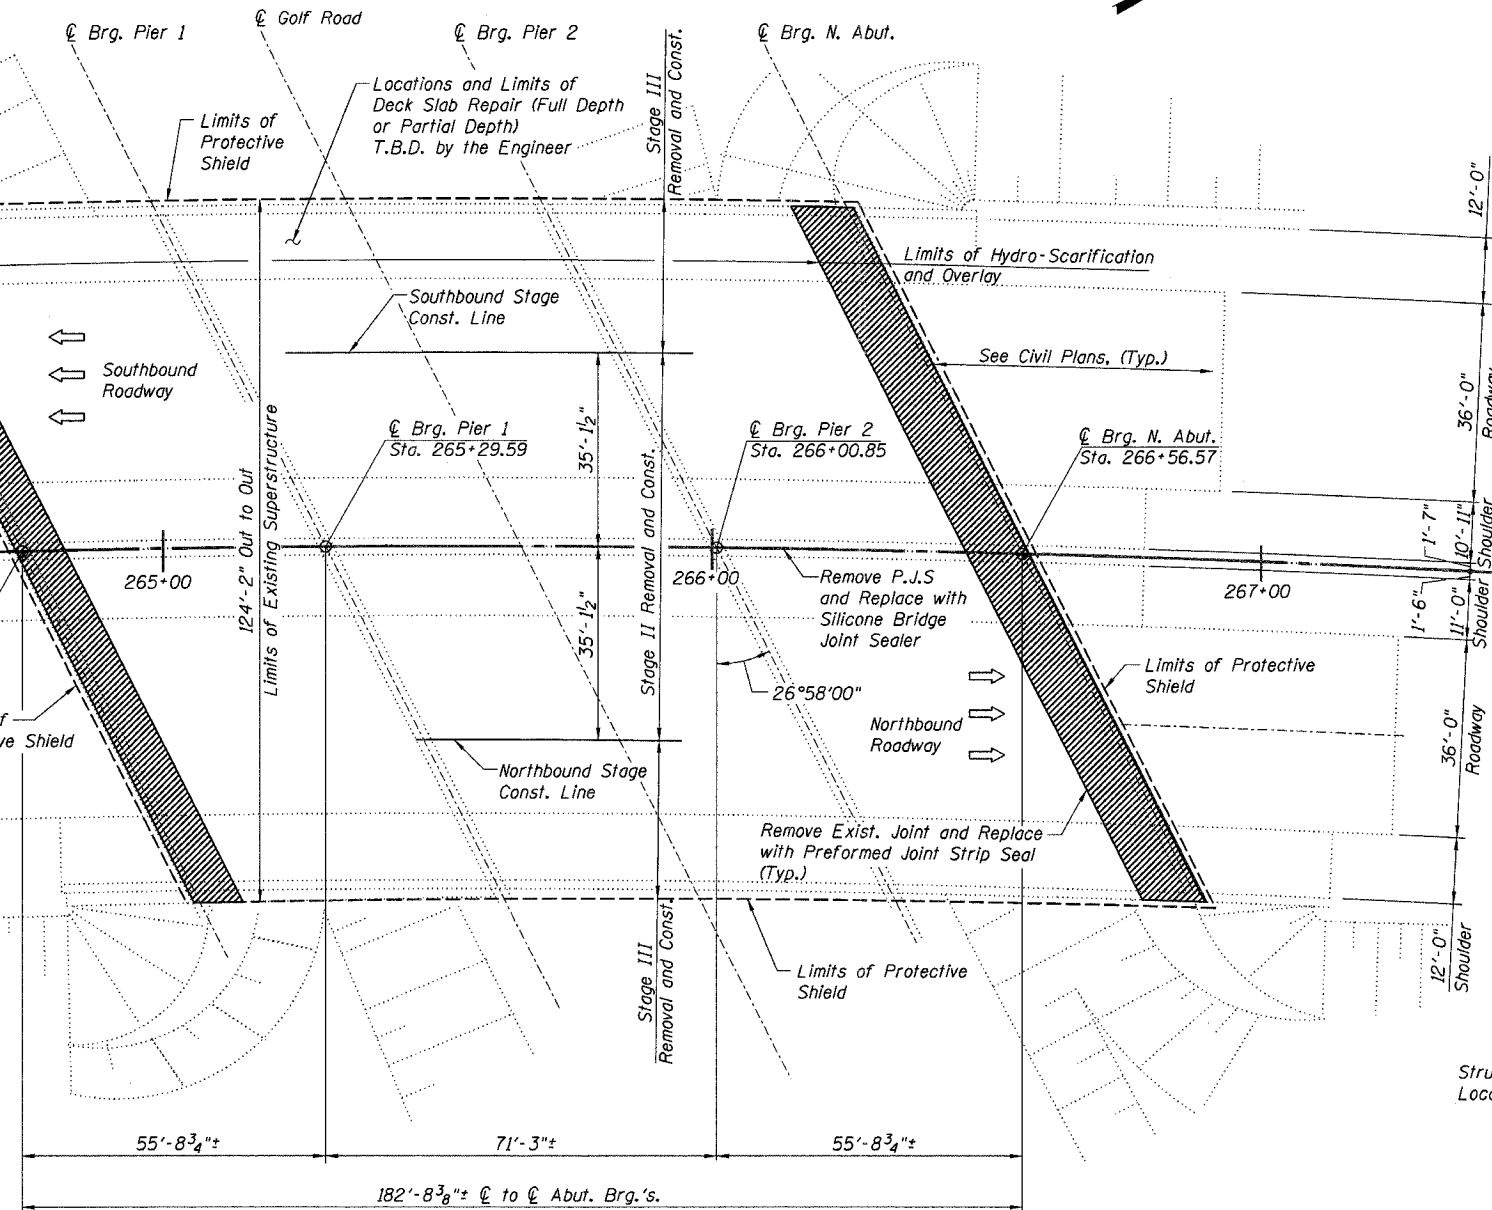 ℄ Brg. Pier 1
℄ Golf Road
℄ Brg. Pier 2
℄ Brg. N. Abut.
Stage III
Removal and Const.
Locations and Limits of
Deck Slab Repair (Full Depth
or Partial Depth)
T.B.D. by the Engineer
Limits of
Protective
Shield
12'-0"
Limits of Hydro-Scarification
and Overlay
Southbound Stage
Const. Line
See Civil Plans, (Typ.)
Southbound
Roadway
36'-0"
Roadway
124'-2" Out to Out
Limits of Existing Superstructure
℄ Brg. Pier 1
Sta. 265+29.59
35'-1½"
Stage II Removal and Const.
℄ Brg. Pier 2
Sta. 266+00.85
℄ Brg. N. Abut.
Sta. 266+56.57
1'-7"
10'-11"
Shoulder
265+00
266+00
267+00
35'-1½"
Remove P.J.S
and Replace with
Silicone Bridge
Joint Sealer
1'-6"
11'-0"
Shoulder
26°58'00"
Limits of Protective
Shield
Northbound
Roadway
36'-0"
Roadway
f
ve Shield
Northbound Stage
Const. Line
Remove Exist. Joint and Replace
with Preformed Joint Strip Seal
(Typ.)
Stage III
Removal and Const.
Limits of Protective
Shield
12'-0"
Shoulder
Stru
Loca
55'-8¾"±
71'-3"±
55'-8¾"±
182'-8⅜"± ℄ to ℄ Abut. Brg.'s.